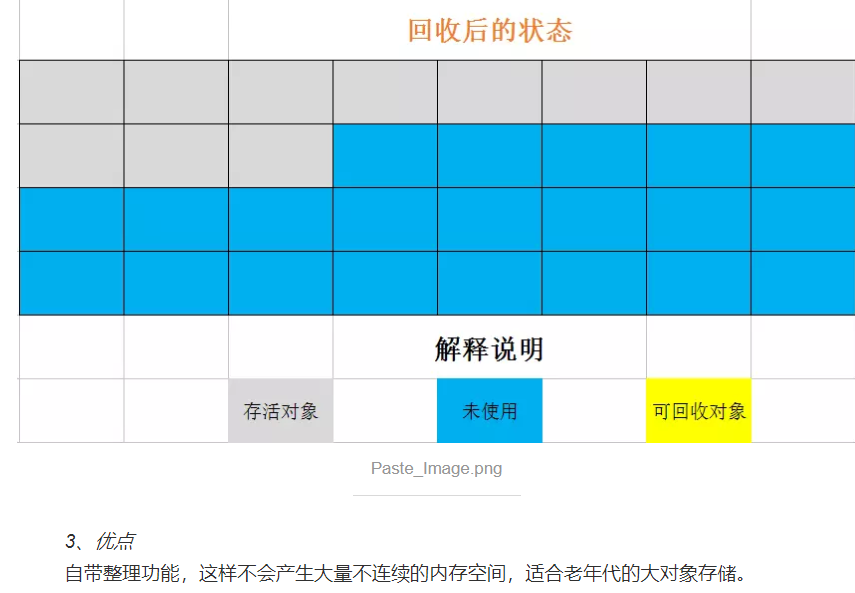 回收后的状态
解释说明
存活对象 未使用 可回收对象
Paste_Image.png
3、优点
自带整理功能，这样不会产生大量不连续的内存空间，适合老年代的大对象存储。